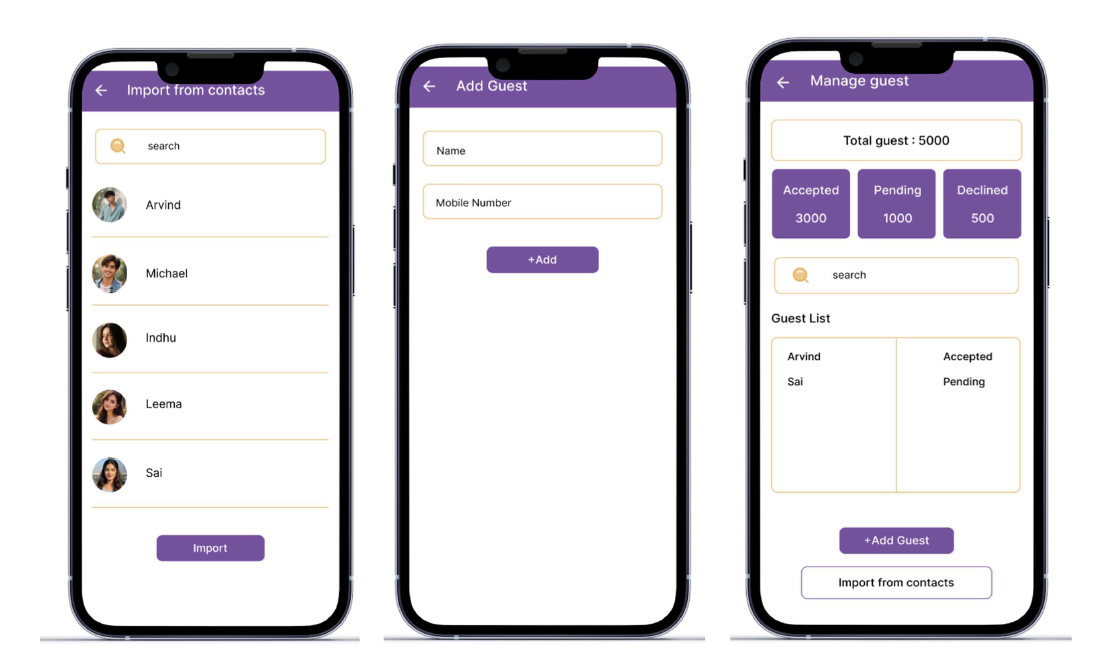 Import from contacts
search
Arvind
Michael
Indhu
Leema
Sai
Import
Add Guest
Name
Mobile Number
+Add
Manage guest
Total guest : 5000
Accepted Pending Declined
3000 1000 500
search
Guest List
Arvind Accepted
Sai Pending
+Add Guest
Import from contacts